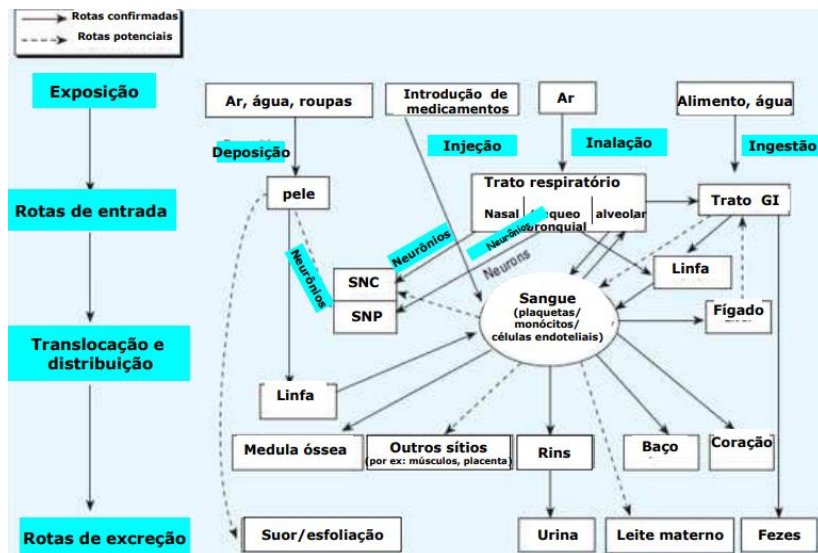 Rotas confirmadas
Rotas potenciais
Exposição
Ar, água, roupas
Introdução de
medicamentos
Ar
Alimento, água
Deposição
Injeção
Inalação
Ingestão
Rotas de entrada
pele
Trato respiratório
Nasal
alveolar
bronquial
Trato GI
Neurônios
Neurônios
Neurônios
Neurons
SNC
SNP
Linfa
Sangue
(plaquetas/
monócitos/
células endoteliais)
Fígado
Translocação e
distribuição
Linfa
Medula óssea
Outros sítios
(por ex: músculos, placenta)
Rins
Baço
Coração
Rotas de excreção
Suor/esfoliação
Urina
Leite materno
Fezes